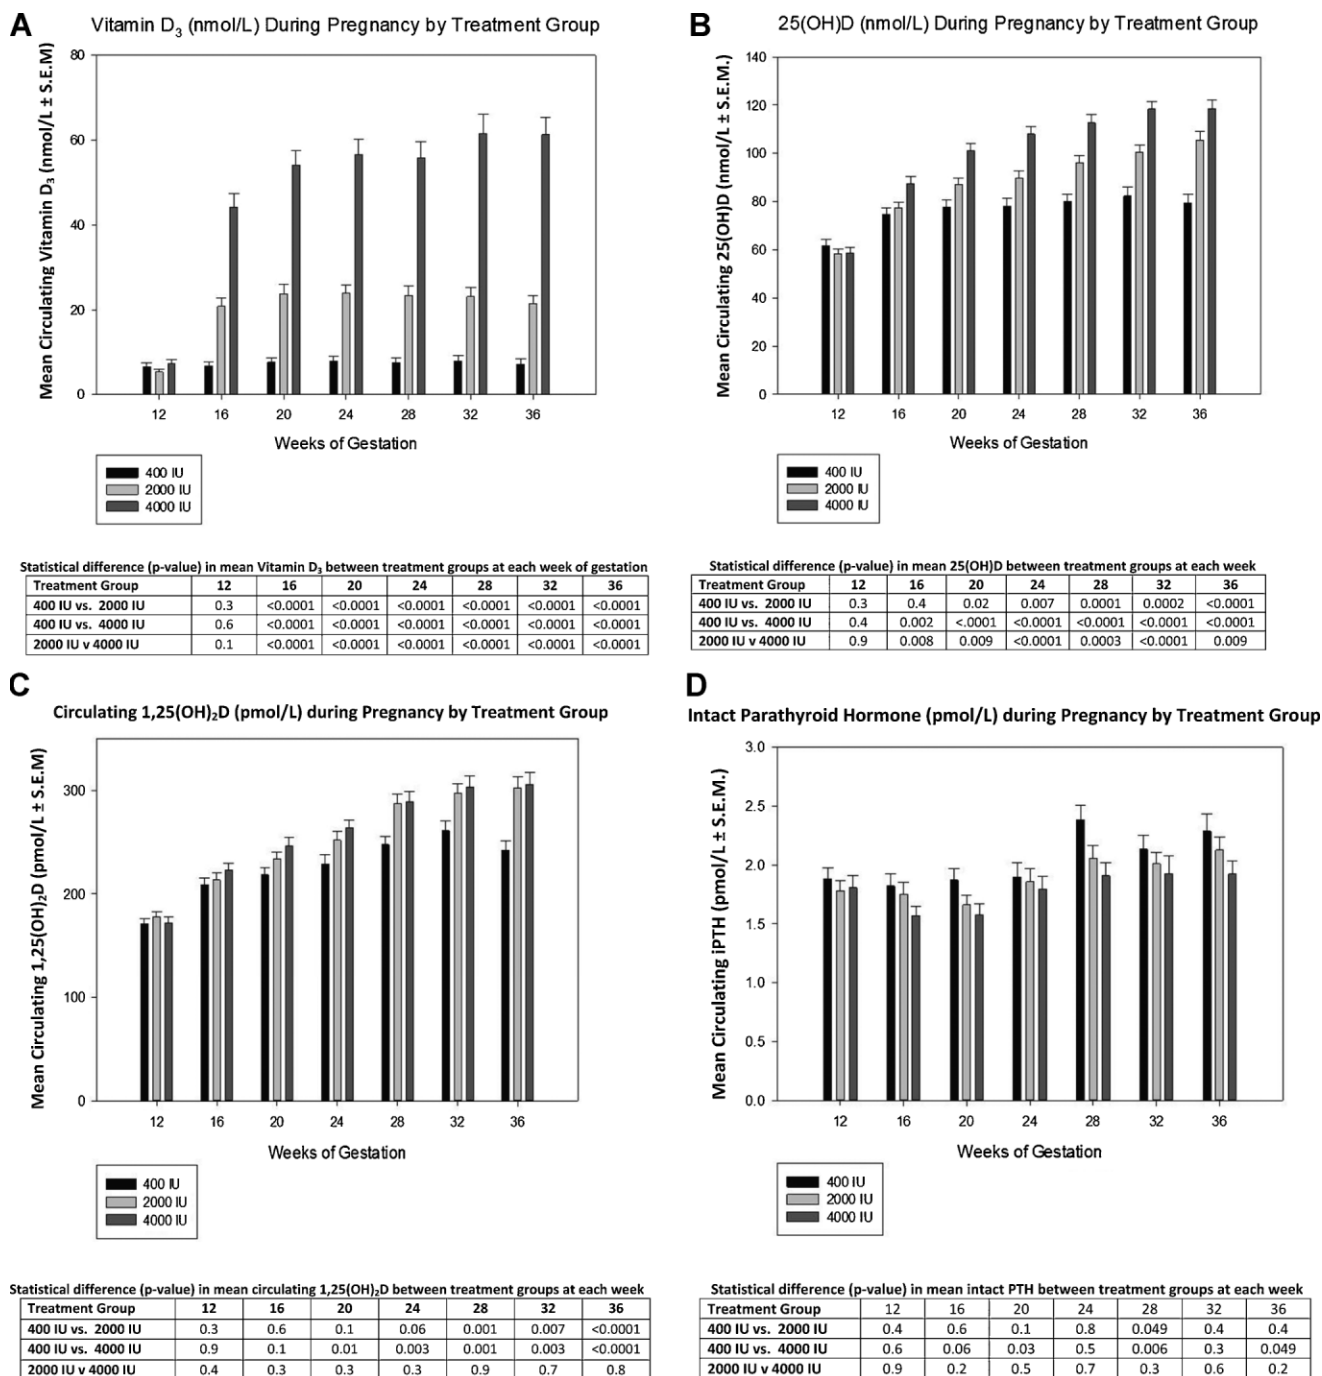 A
Vitamin D₃ (nmol/L) During Pregnancy by Treatment Group
Mean Circulating Vitamin D₃ (nmol/L ± S.E.M)
80
60
40
20
0
12 16 20 24 28 32 36
Weeks of Gestation
400 IU
2000 IU
4000 IU
Statistical difference (p-value) in mean Vitamin D₃ between treatment groups at each week of gestation
Treatment Group 12 16 20 24 28 32 36
400 IU vs. 2000 IU 0.3 <0.0001 <0.0001 <0.0001 <0.0001 <0.0001 <0.0001
400 IU vs. 4000 IU 0.6 <0.0001 <0.0001 <0.0001 <0.0001 <0.0001 <0.0001
2000 IU v 4000 IU 0.1 <0.0001 <0.0001 <0.0001 <0.0001 <0.0001 <0.0001
B
25(OH)D (nmol/L) During Pregnancy by Treatment Group
Mean Circulating 25(OH)D (nmol/L ± S.E.M.)
140
120
100
80
60
40
20
0
12 16 20 24 28 32 36
Weeks of Gestation
400 IU
2000 IU
4000 IU
Statistical difference (p-value) in mean 25(OH)D between treatment groups at each week
Treatment Group 12 16 20 24 28 32 36
400 IU vs. 2000 IU 0.3 0.4 0.02 0.007 0.0001 0.0002 <0.0001
400 IU vs. 4000 IU 0.4 0.002 <.0001 <0.0001 <0.0001 <0.0001 <0.0001
2000 IU v 4000 IU 0.9 0.008 0.009 <0.0001 0.0003 <0.0001 0.009
C
Circulating 1,25(OH)₂D (pmol/L) during Pregnancy by Treatment Group
Mean Circulating 1,25(OH)₂D (pmol/L ± S.E.M)
300
200
100
0
12 16 20 24 28 32 36
Weeks of Gestation
400 IU
2000 IU
4000 IU
Statistical difference (p-value) in mean circulating 1,25(OH)₂D between treatment groups at each week
Treatment Group 12 16 20 24 28 32 36
400 IU vs. 2000 IU 0.3 0.6 0.1 0.06 0.001 0.007 <0.0001
400 IU vs. 4000 IU 0.9 0.1 0.01 0.003 0.001 0.003 <0.0001
2000 IU v 4000 IU 0.4 0.3 0.3 0.3 0.9 0.7 0.8
D
Intact Parathyroid Hormone (pmol/L) during Pregnancy by Treatment Group
Mean Circulating iPTH (pmol/L ± S.E.M.)
3.0
2.5
2.0
1.5
1.0
0.5
0.0
12 16 20 24 28 32 36
Weeks of Gestation
400 IU
2000 IU
4000 IU
Statistical difference (p-value) in mean intact PTH between treatment groups at each week
Treatment Group 12 16 20 24 28 32 36
400 IU vs. 2000 IU 0.4 0.6 0.1 0.8 0.049 0.4 0.4
400 IU vs. 4000 IU 0.6 0.06 0.03 0.5 0.006 0.3 0.049
2000 IU v 4000 IU 0.9 0.2 0.5 0.7 0.3 0.6 0.2